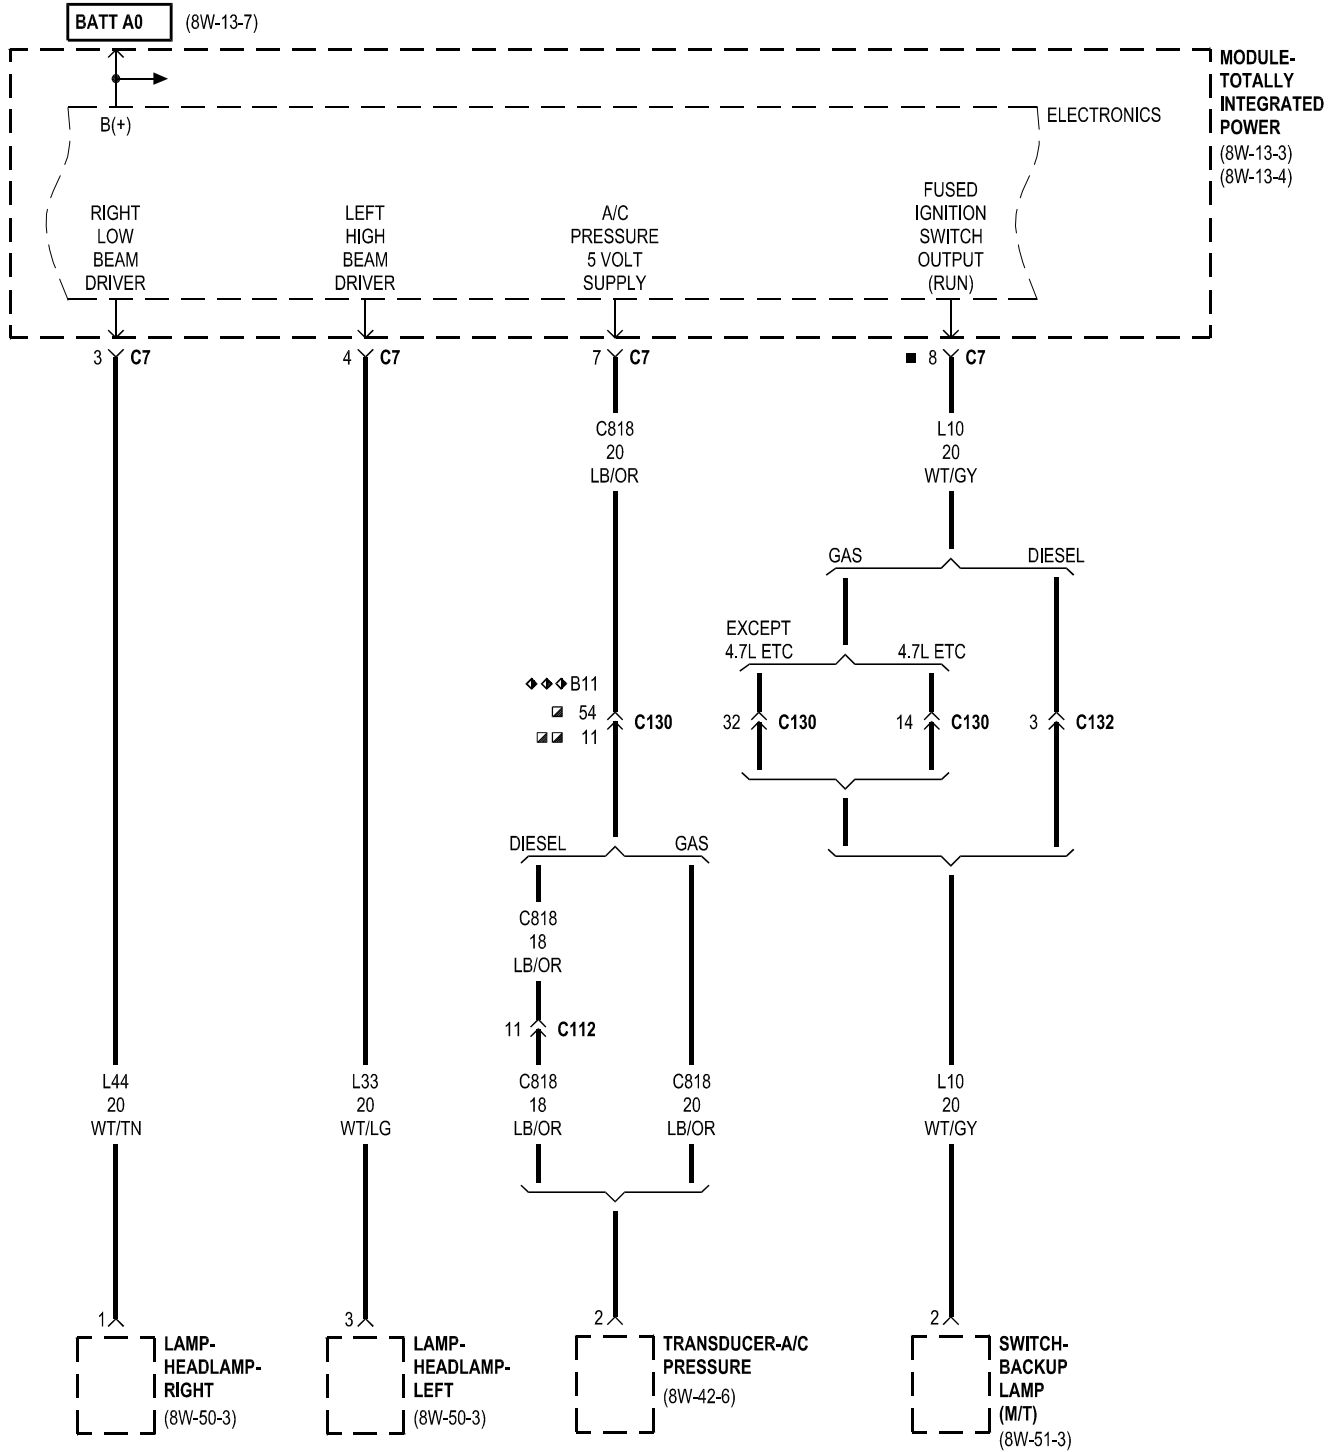 BATT A0 (8W-13-7)
MODULE-
TOTALLY
INTEGRATED
POWER
(8W-13-3)
(8W-13-4)
ELECTRONICS
B(+)
RIGHT
LOW
BEAM
DRIVER
LEFT
HIGH
BEAM
DRIVER
A/C
PRESSURE
5 VOLT
SUPPLY
FUSED
IGNITION
SWITCH
OUTPUT
(RUN)
3 C7
4 C7
7 C7
8 C7
C818
20
LB/OR
L10
20
WT/GY
GAS
DIESEL
EXCEPT
4.7L ETC
4.7L ETC
B11
54
11
C130
32 C130
14 C130
3 C132
DIESEL
GAS
C818
18
LB/OR
11 C112
L44
20
WT/TN
L33
20
WT/LG
C818
18
LB/OR
C818
20
LB/OR
L10
20
WT/GY
1
LAMP-
HEADLAMP-
RIGHT
(8W-50-3)
3
LAMP-
HEADLAMP-
LEFT
(8W-50-3)
2
TRANSDUCER-A/C
PRESSURE
(8W-42-6)
2
SWITCH-
BACKUP
LAMP
(M/T)
(8W-51-3)